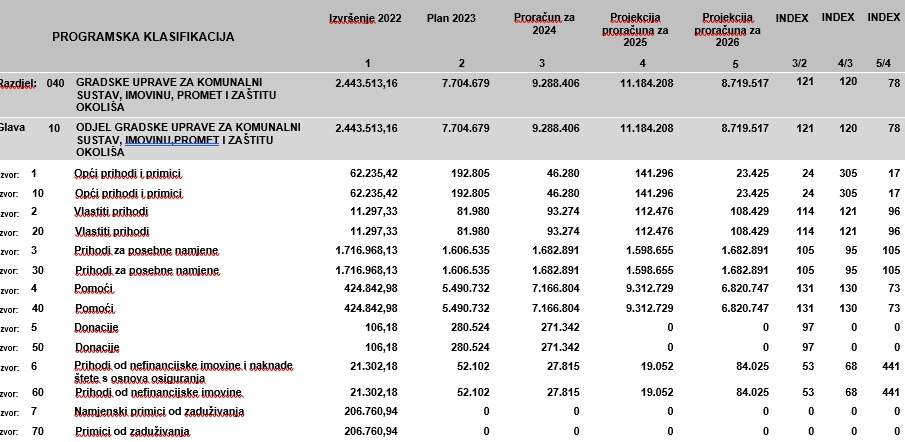 PROGRAMSKA KLASIFIKACIJA Izvršenje 2022 Plan 2023 Proračun za 2024 Projekcija proračuna za 2025 Projekcija proračuna za 2026 INDEX INDEX INDEX
1 2 3 4 5 3/2 4/3 5/4
Razdjel: 040 GRADSKE UPRAVE ZA KOMUNALNI 2.443.513,16 7.704.679 9.288.406 11.184.208 8.719.517 121 120 78
SUSTAV, IMOVINU, PROMET I ZAŠTITU
OKOLIŠA
Glava 10 ODJEL GRADSKE UPRAVE ZA KOMUNALNI 2.443.513,16 7.704.679 9.288.406 11.184.208 8.719.517 121 120 78
SUSTAV, IMOVINU,PROMET I ZAŠTITU
OKOLIŠA
Izvor: 1 Opći prihodi i primici 62.235,42 192.805 46.280 141.296 23.425 24 305 17
Izvor: 10 Opći prihodi i primici 62.235,42 192.805 46.280 141.296 23.425 24 305 17
Izvor: 2 Vlastiti prihodi 11.297,33 81.980 93.274 112.476 108.429 114 121 96
Izvor: 20 Vlastiti prihodi 11.297,33 81.980 93.274 112.476 108.429 114 121 96
Izvor: 3 Prihodi za posebne namjene 1.716.968,13 1.606.535 1.682.891 1.598.655 1.682.891 105 95 105
Izvor: 30 Prihodi za posebne namjene 1.716.968,13 1.606.535 1.682.891 1.598.655 1.682.891 105 95 105
Izvor: 4 Pomoći 424.842,98 5.490.732 7.166.804 9.312.729 6.820.747 131 130 73
Izvor: 40 Pomoći 424.842,98 5.490.732 7.166.804 9.312.729 6.820.747 131 130 73
Izvor: 5 Donacije 106,18 280.524 271.342 0 0 97 0 0
Izvor: 50 Donacije 106,18 280.524 271.342 0 0 97 0 0
Izvor: 6 Prihodi od nefinancijske imovine i naknade 21.302,18 52.102 27.815 19.052 84.025 53 68 441
štete s osnova osiguranja
Izvor: 60 Prihodi od nefinancijske imovine 21.302,18 52.102 27.815 19.052 84.025 53 68 441
Izvor: 7 Namjenski primici od zaduživanja 206.760,94 0 0 0 0 0 0 0
Izvor: 70 Primici od zaduživanja 206.760,94 0 0 0 0 0 0 0